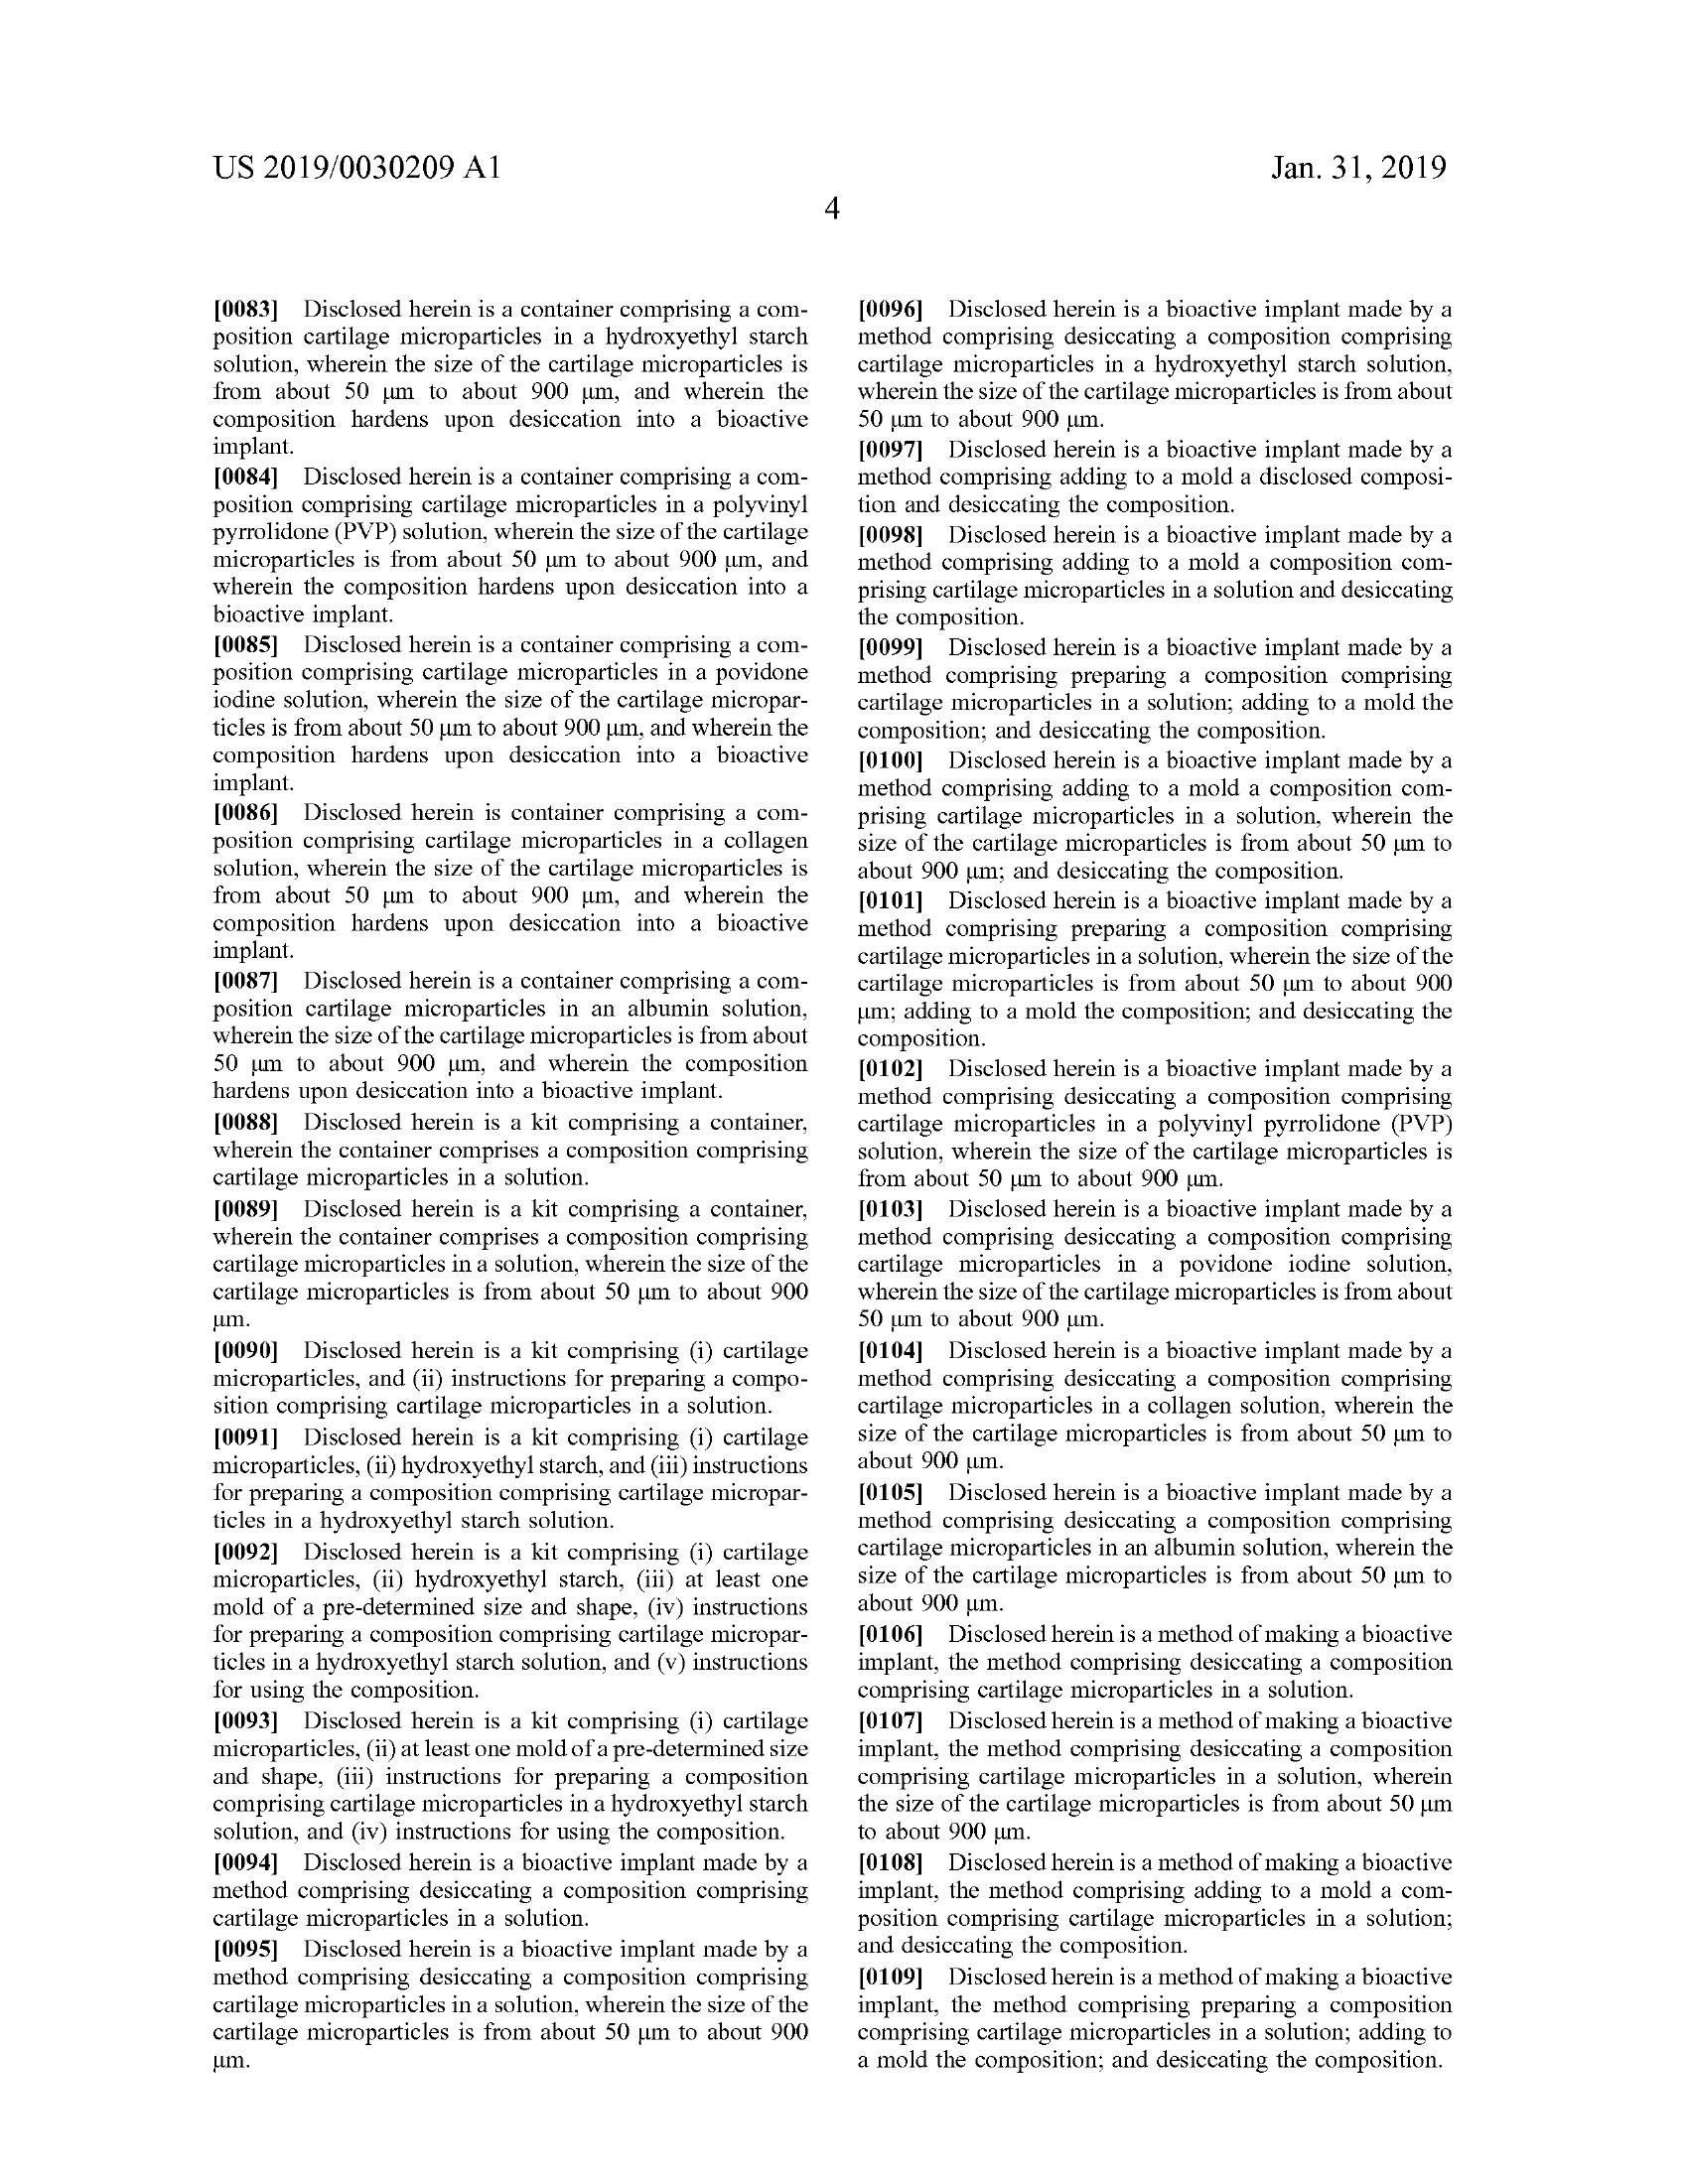 US 2019/0030209 A1
Jan. 31, 2019
4
[0083] Disclosed herein is a container comprising a com-
position cartilage microparticles in a hydroxyethyl starch
solution, wherein the size of the cartilage microparticles is
from about 50 μm to about 900 μm, and wherein the
composition hardens upon desiccation into a bioactive
implant.
[0084] Disclosed herein is a container comprising a com-
position comprising cartilage microparticles in a polyvinyl
pyrrolidone (PVP) solution, wherein the size of the cartilage
microparticles is from about 50 μm to about 900 μm, and
wherein the composition hardens upon desiccation into a
bioactive implant.
[0085] Disclosed herein is a container comprising a com-
position comprising cartilage microparticles in a povidone
iodine solution, wherein the size of the cartilage micropar-
ticles is from about 50 μm to about 900 μm, and wherein the
composition hardens upon desiccation into a bioactive
implant.
[0086] Disclosed herein is container comprising a com-
position comprising cartilage microparticles in a collagen
solution, wherein the size of the cartilage microparticles is
from about 50 μm to about 900 μm, and wherein the
composition hardens upon desiccation into a bioactive
implant.
[0087] Disclosed herein is a container comprising a com-
position cartilage microparticles in an albumin solution,
wherein the size of the cartilage microparticles is from about
50 μm to about 900 μm, and wherein the composition
hardens upon desiccation into a bioactive implant.
[0088] Disclosed herein is a kit comprising a container,
wherein the container comprises a composition comprising
cartilage microparticles in a solution.
[0089] Disclosed herein is a kit comprising a container,
wherein the container comprises a composition comprising
cartilage microparticles in a solution, wherein the size of the
cartilage microparticles is from about 50 μm to about 900
μm.
[0090] Disclosed herein is a kit comprising (i) cartilage
microparticles, and (ii) instructions for preparing a compo-
sition comprising cartilage microparticles in a solution.
[0091] Disclosed herein is a kit comprising (i) cartilage
microparticles, (ii) hydroxyethyl starch, and (iii) instructions
for preparing a composition comprising cartilage micropar-
ticles in a hydroxyethyl starch solution.
[0092] Disclosed herein is a kit comprising (i) cartilage
microparticles, (ii) hydroxyethyl starch, (iii) at least one
mold of a pre-determined size and shape, (iv) instructions
for preparing a composition comprising cartilage micropar-
ticles in a hydroxyethyl starch solution, and (v) instructions
for using the composition.
[0093] Disclosed herein is a kit comprising (i) cartilage
microparticles, (ii) at least one mold of a pre-determined size
and shape, (iii) instructions for preparing a composition
comprising cartilage microparticles in a hydroxyethyl starch
solution, and (iv) instructions for using the composition.
[0094] Disclosed herein is a bioactive implant made by a
method comprising desiccating a composition comprising
cartilage microparticles in a solution.
[0095] Disclosed herein is a bioactive implant made by a
method comprising desiccating a composition comprising
cartilage microparticles in a solution, wherein the size of the
cartilage microparticles is from about 50 μm to about 900
μm.
[0096] Disclosed herein is a bioactive implant made by a
method comprising desiccating a composition comprising
cartilage microparticles in a hydroxyethyl starch solution,
wherein the size of the cartilage microparticles is from about
50 μm to about 900 μm.
[0097] Disclosed herein is a bioactive implant made by a
method comprising adding to a mold a disclosed composi-
tion and desiccating the composition.
[0098] Disclosed herein is a bioactive implant made by a
method comprising adding to a mold a composition com-
prising cartilage microparticles in a solution and desiccating
the composition.
[0099] Disclosed herein is a bioactive implant made by a
method comprising preparing a composition comprising
cartilage microparticles in a solution; adding to a mold the
composition; and desiccating the composition.
[0100] Disclosed herein is a bioactive implant made by a
method comprising adding to a mold a composition com-
prising cartilage microparticles in a solution, wherein the
size of the cartilage microparticles is from about 50 μm to
about 900 μm; and desiccating the composition.
[0101] Disclosed herein is a bioactive implant made by a
method comprising preparing a composition comprising
cartilage microparticles in a solution, wherein the size of the
cartilage microparticles is from about 50 μm to about 900
μm; adding to a mold the composition; and desiccating the
composition.
[0102] Disclosed herein is a bioactive implant made by a
method comprising desiccating a composition comprising
cartilage microparticles in a polyvinyl pyrrolidone (PVP)
solution, wherein the size of the cartilage microparticles is
from about 50 μm to about 900 μm.
[0103] Disclosed herein is a bioactive implant made by a
method comprising desiccating a composition comprising
cartilage microparticles in a povidone iodine solution,
wherein the size of the cartilage microparticles is from about
50 μm to about 900 μm.
[0104] Disclosed herein is a bioactive implant made by a
method comprising desiccating a composition comprising
cartilage microparticles in a collagen solution, wherein the
size of the cartilage microparticles is from about 50 μm to
about 900 μm.
[0105] Disclosed herein is a bioactive implant made by a
method comprising desiccating a composition comprising
cartilage microparticles in an albumin solution, wherein the
size of the cartilage microparticles is from about 50 μm to
about 900 μm.
[0106] Disclosed herein is a method of making a bioactive
implant, the method comprising desiccating a composition
comprising cartilage microparticles in a solution.
[0107] Disclosed herein is a method of making a bioactive
implant, the method comprising desiccating a composition
comprising cartilage microparticles in a solution, wherein
the size of the cartilage microparticles is from about 50 μm
to about 900 μm.
[0108] Disclosed herein is a method of making a bioactive
implant, the method comprising adding to a mold a com-
position comprising cartilage microparticles in a solution;
and desiccating the composition.
[0109] Disclosed herein is a method of making a bioactive
implant, the method comprising preparing a composition
comprising cartilage microparticles in a solution; adding to
a mold the composition; and desiccating the composition.